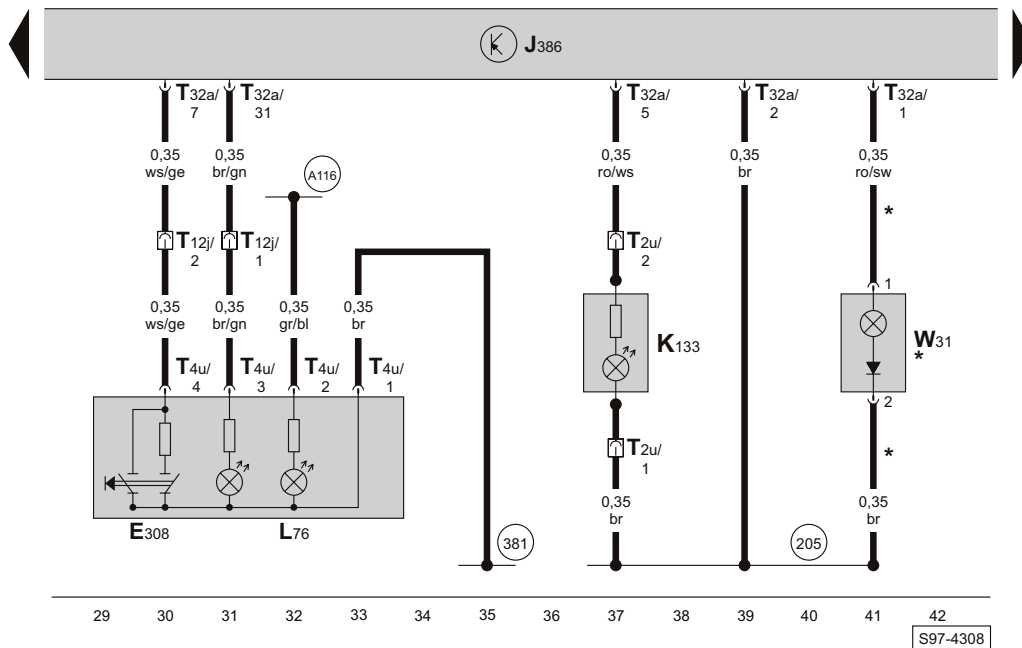 J386
T32a/ T32a/ T32a/ T32a/ T32a/
7 31 5 2 1
0,35 0,35 0,35 0,35 0,35
ws/ge br/gn ro/ws br ro/sw
A116
*
T12j/ T12j/ T2u/
2 1 2
1
0,35 0,35 0,35 0,35
ws/ge br/gn gr/bl br
K133 W31
*
T4u/ T4u/ T4u/ T4u/
4 3 2 1
2
T2u/
1
*
0,35 0,35
br br
E308 L76
381 205
29 30 31 32 33 34 35 36 37 38 39 40 41 42
S97-4308